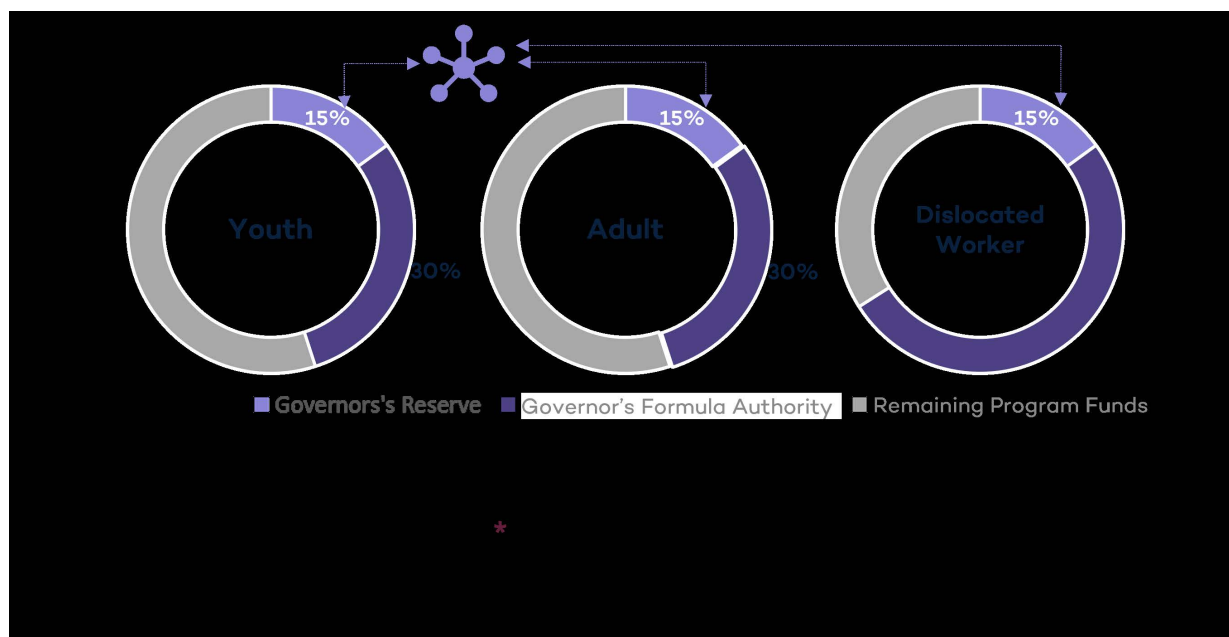 15%
15%
15%
Youth
Adult
Dislocated
Worker
30%
30%
Governors's Reserve
Governor's Formula Authority
Remaining Program Funds
*